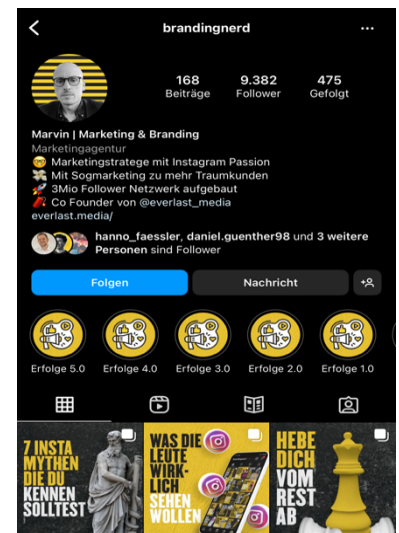 brandingnerd
168 9.382 475
Beiträge Follower Gefolgt
Marvin | Marketing & Branding
Marketingagentur
🤓 Marketingstratege mit Instagram Passion
💸 Mit Sogmarketing zu mehr Traumkunden
🚀 3Mio Follower Netzwerk aufgebaut
🧨 Co Founder von @everlast_media
everlast.media/
hanno_faessler, daniel.guenther98 und 3 weitere
Personen sind Follower
Folgen Nachricht
Erfolge 5.0 Erfolge 4.0 Erfolge 3.0 Erfolge 2.0 Erfolge 1.0
7 INSTA
MYTHEN
DIE DU
KENNEN
SOLLTEST
WAS DIE
LEUTE
WIRK-
LICH
SEHEN
WOLLEN
HEBE
DICH
VOM
REST
AB